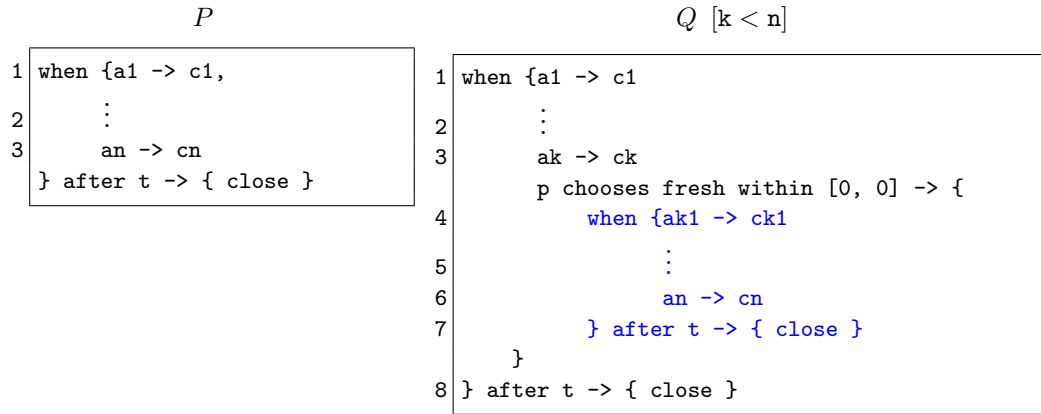 P
1 when {a1 -> c1,
2 ⋮
3 an -> cn
} after t -> { close }
Q [k < n]
1 when {a1 -> c1
2 ⋮
3 ak -> ck
p chooses fresh within [0, 0] -> {
4 when {ak1 -> ck1
5 ⋮
6 an -> cn
7 } after t -> { close }
}
8 } after t -> { close }